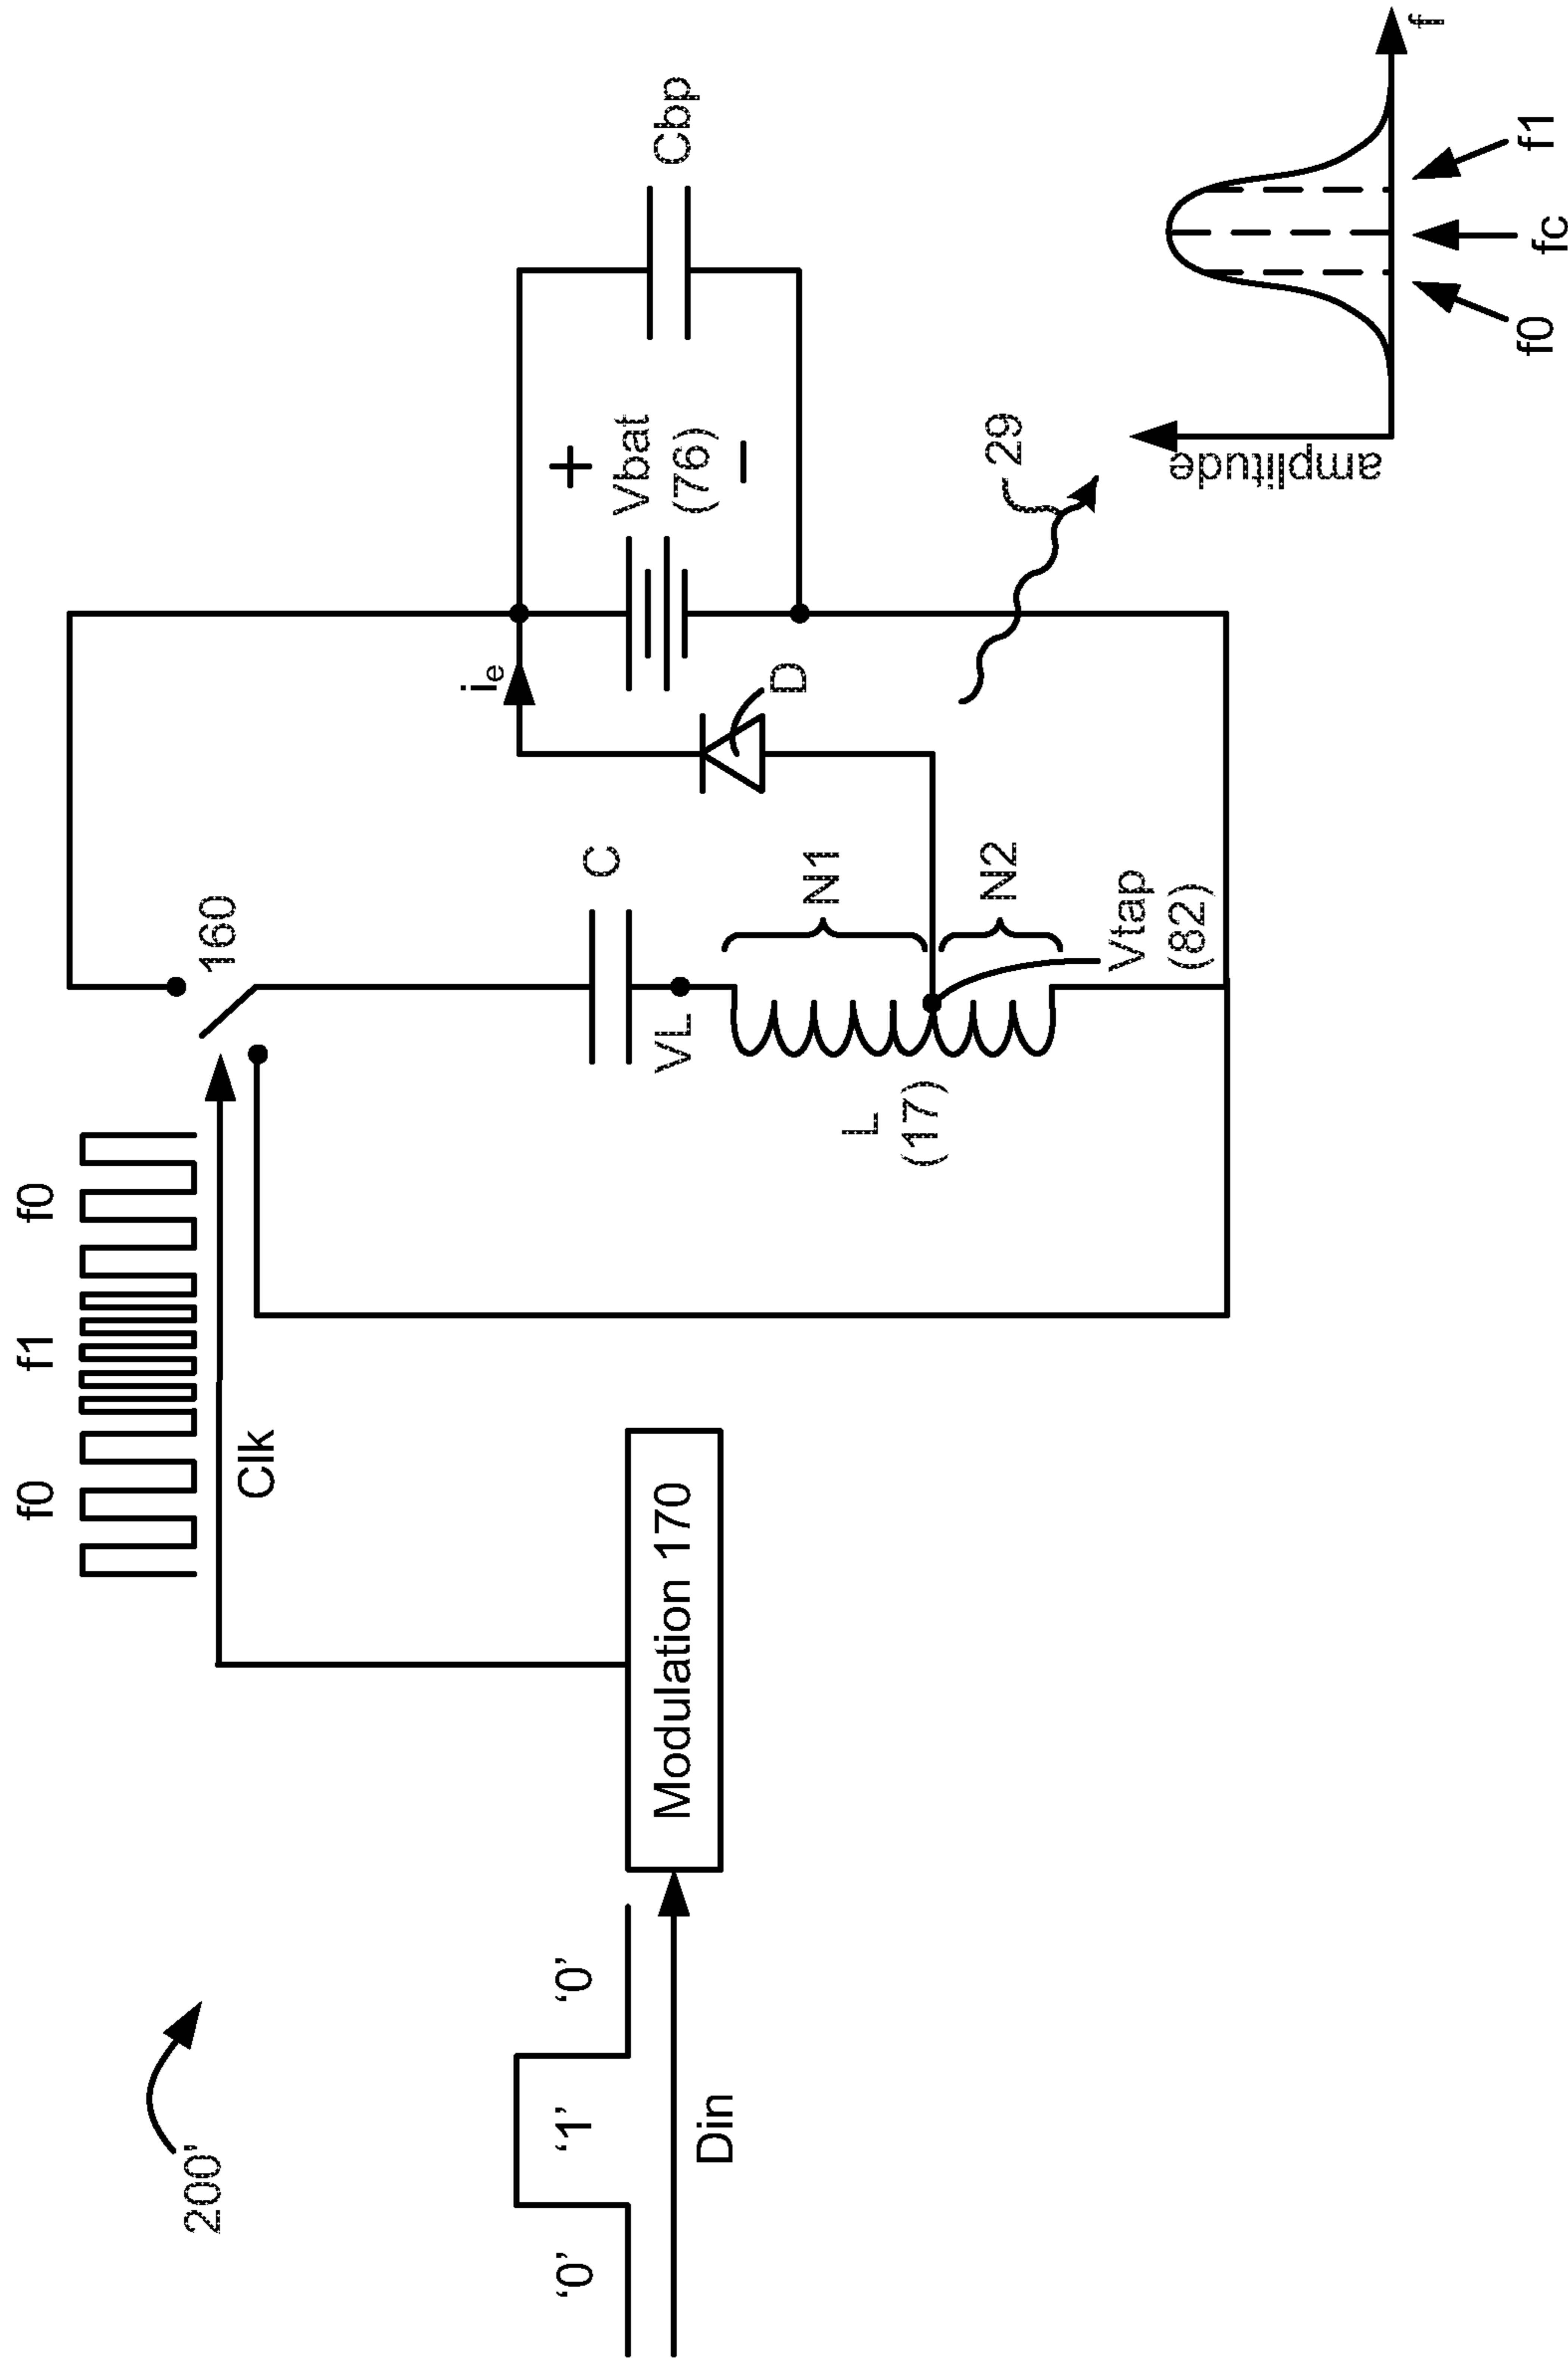 200'
f0 f1 f0
Clk
160
'0' '1' '0'
Din
Modulation 170
C
VL
L
(17)
N1
N2
Vtap
(82)
ie
D
+
Vbat
(76)
−
Cbp
29
amplitude
f
f0 fc f1